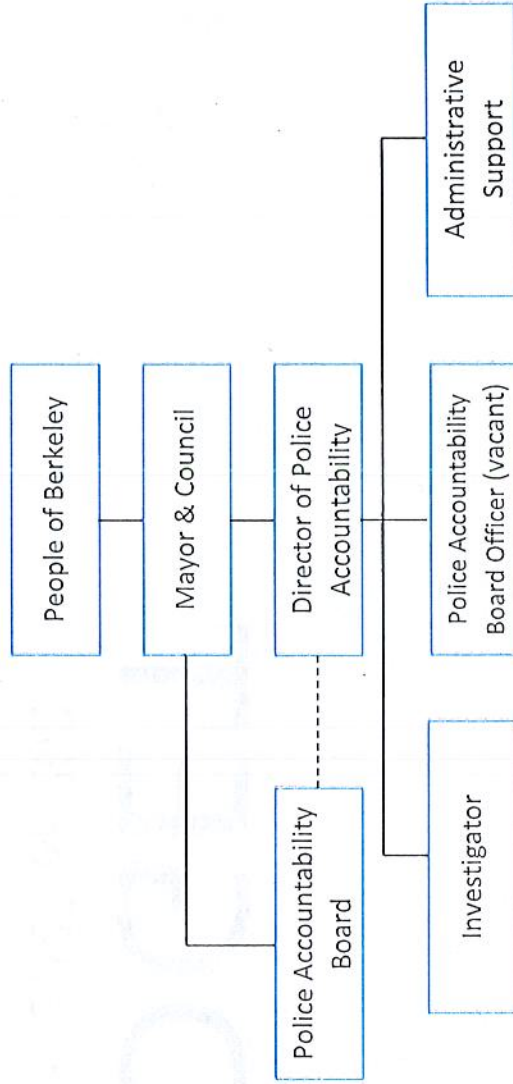 People of Berkeley
Mayor & Council
Police Accountability
Board
Director of Police
Accountability
Investigator
Police Accountability
Board Officer (vacant)
Administrative
Support